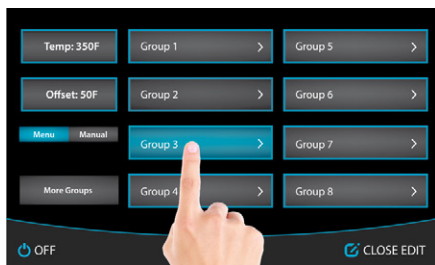 Temp: 350F
Group 1
Group 5
Offset: 50F
Group 2
Group 6
Menu
Manual
Group 3
Group 7
More Groups
Group 4
Group 8
OFF
CLOSE EDIT